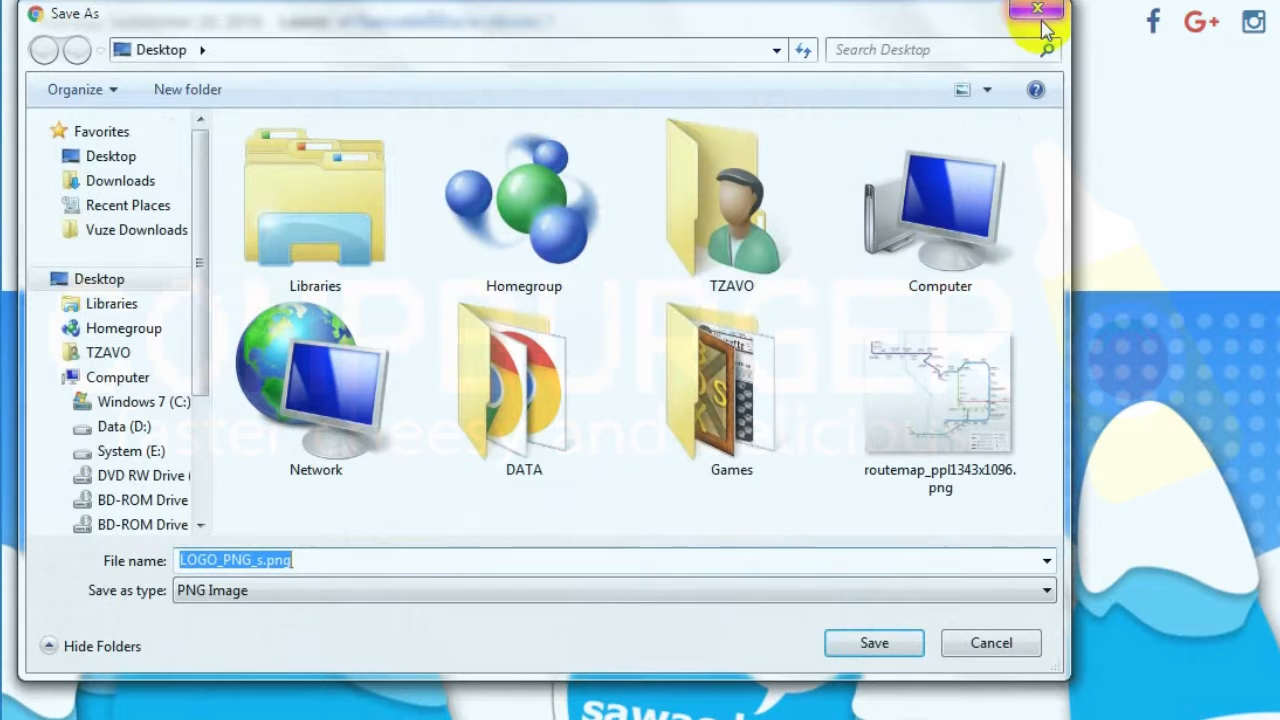 Save As
Desktop
Search Desktop
Organize
New folder
Favorites
Desktop
Downloads
Recent Places
Vuze Downloads
Desktop
Libraries
Homegroup
TZAVO
Computer
Windows 7 (C:)
Data (D:)
System (E:)
DVD RW Drive
BD-ROM Drive
BD-ROM Drive
Libraries
Homegroup
TZAVO
Computer
Network
DATA
Games
routemap_ppl1343x1096.
png
File name: LOGO_PNG_s.png
Save as type: PNG Image
Hide Folders
Save
Cancel
f
G+